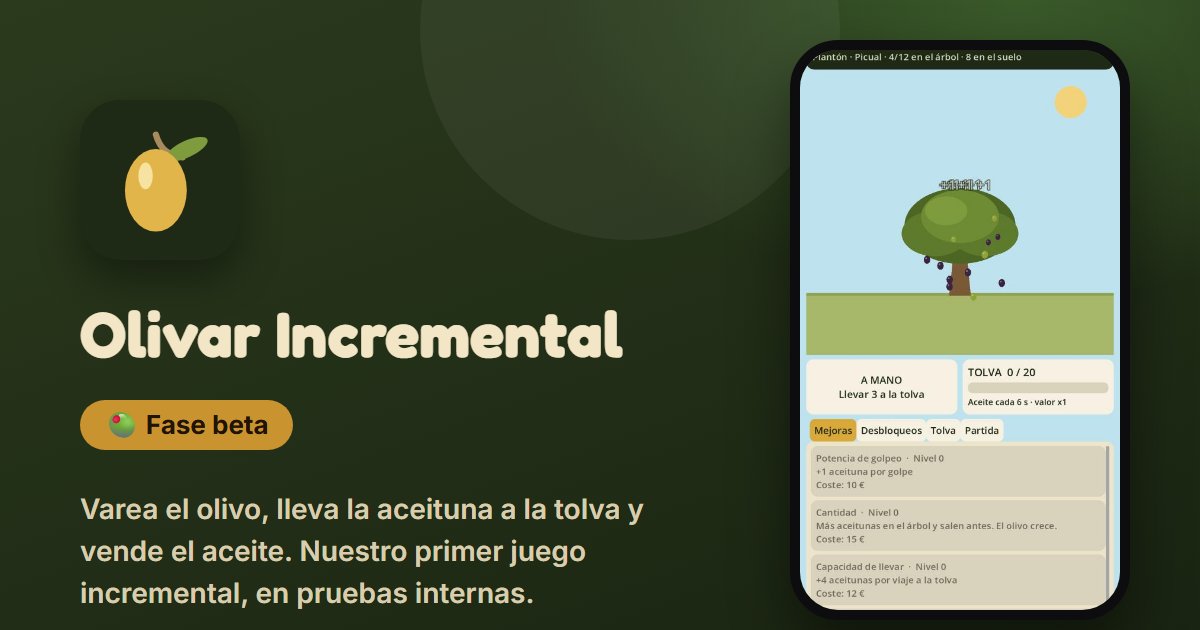 Olivar Incremental
Fase beta
Varea el olivo, lleva la aceituna a la tolva y
vende el aceite. Nuestro primer juego
incremental, en pruebas internas.
Plantón · Picual · 4/12 en el árbol · 8 en el suelo
A MANO
Llevar 3 a la tolva
TOLVA 0 / 20
Aceite cada 6 s · valor x1
Mejoras Desbloqueos Tolva Partida
Potencia de golpeo · Nivel 0
+1 aceituna por golpe
Coste: 10 €
Cantidad · Nivel 0
Más aceitunas en el árbol y salen antes. El olivo crece.
Coste: 15 €
Capacidad de llevar · Nivel 0
+4 aceitunas por viaje a la tolva
Coste: 12 €